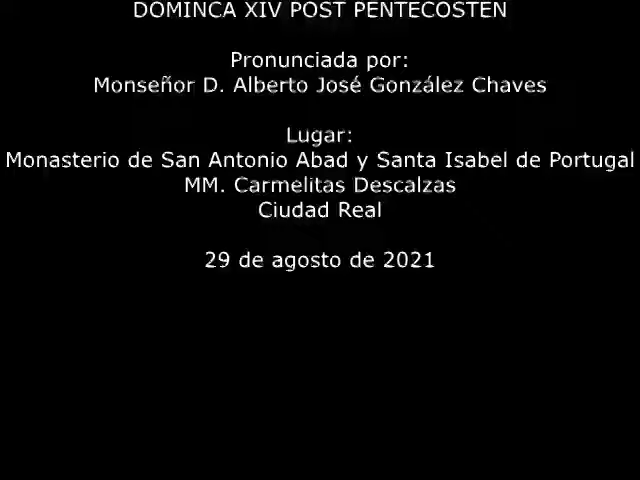 DOMINCA XIV POST PENTECOSTEN
Pronunciada por:
Monseñor D. Alberto José González Chaves
Lugar:
Monasterio de San Antonio Abad y Santa Isabel de Portugal
MM. Carmelitas Descalzas
Ciudad Real
29 de agosto de 2021